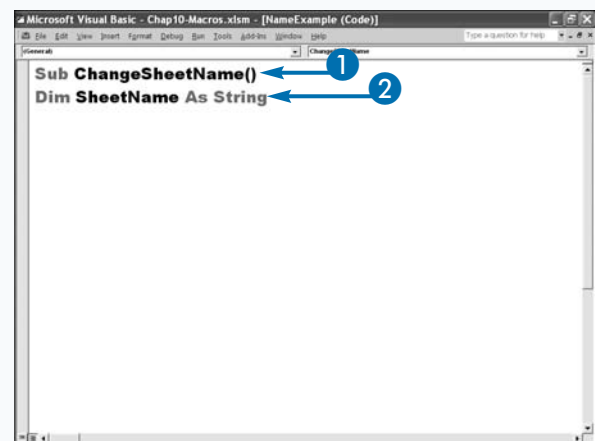 Microsoft Visual Basic - Chap10-Macros.xlsm - [NameExample (Code)]
File Edit View Insert Format Debug Run Tools Add-Ins Window Help
Type a question for help
(General)
Sub ChangeSheetName()
1
Dim SheetName As String
2